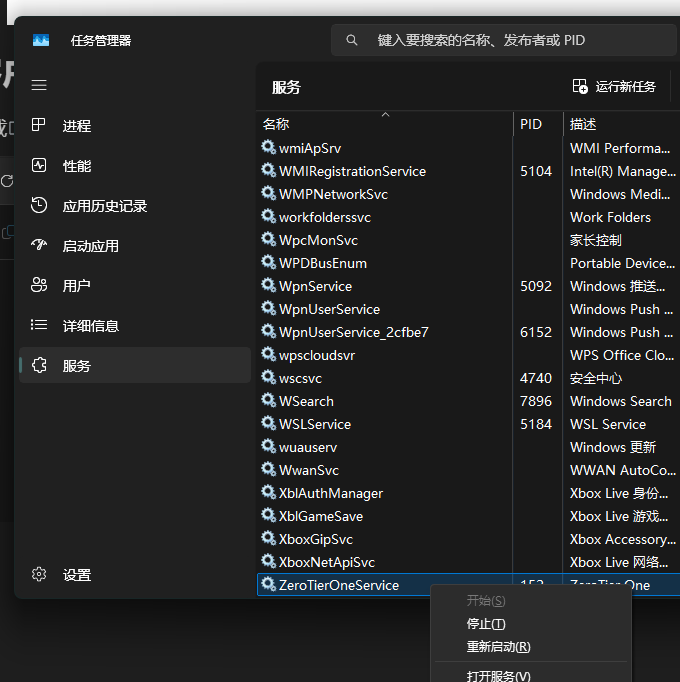 任务管理器
键入要搜索的名称、发布者或 PID
服务
运行新任务
进程
性能
应用历史记录
启动应用
用户
详细信息
服务
设置
名称 PID 描述
wmiApSrv WMI Performa...
WMIRegistrationService 5104 Intel(R) Manage...
WMPNetworkSvc Windows Medi...
workfolderssvc Work Folders
WpcMonSvc 家长控制
WPDBusEnum Portable Device...
WpnService 5092 Windows 推送...
WpnUserService Windows Push ...
WpnUserService_2cfbe7 6152 Windows Push ...
wpscloudsvr WPS Office Clo...
wscsvc 4740 安全中心
WSearch 7896 Windows Search
WSLService 5184 WSL Service
wuauserv Windows 更新
WwanSvc WWAN AutoCo...
XblAuthManager Xbox Live 身份...
XblGameSave Xbox Live 游戏...
XboxGipSvc Xbox Accessory...
XboxNetApiSvc Xbox Live 网络...
ZeroTierOneService ZeroTier One
开始(S)
停止(T)
重新启动(R)
打开服务(V)